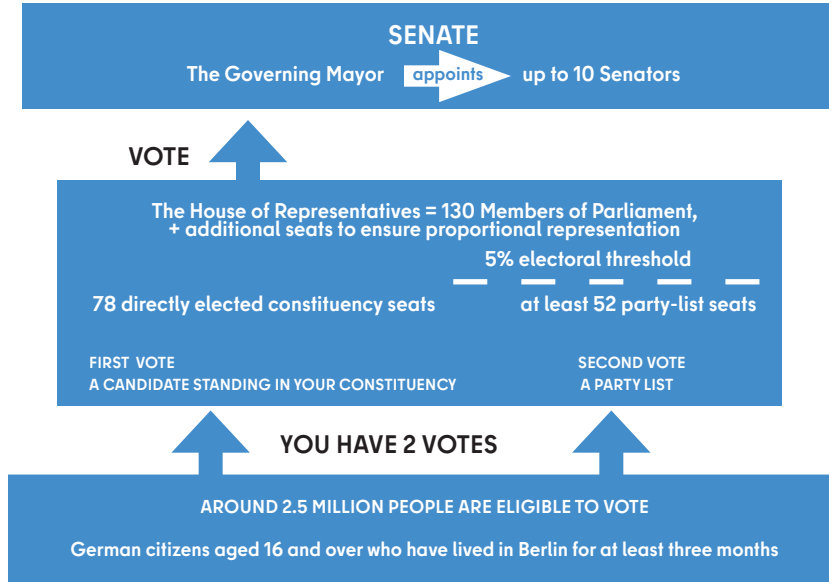 SENATE
The Governing Mayor appoints up to 10 Senators
VOTE
The House of Representatives = 130 Members of Parliament,
+ additional seats to ensure proportional representation
5% electoral threshold
78 directly elected constituency seats
at least 52 party-list seats
FIRST VOTE
A CANDIDATE STANDING IN YOUR CONSTITUENCY
SECOND VOTE
A PARTY LIST
YOU HAVE 2 VOTES
AROUND 2.5 MILLION PEOPLE ARE ELIGIBLE TO VOTE
German citizens aged 16 and over who have lived in Berlin for at least three months